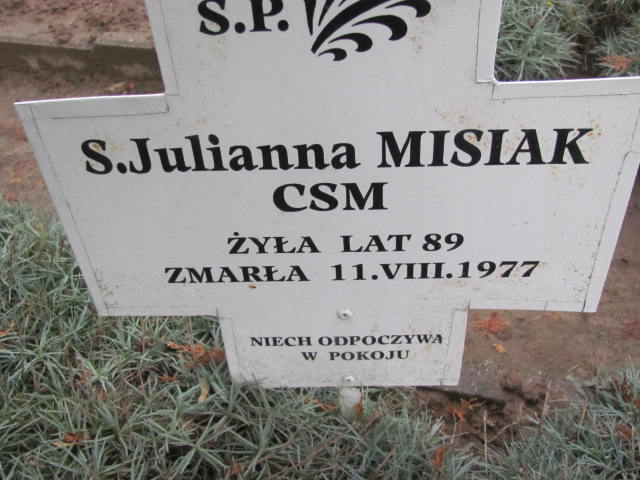 Ś.P.
S.Julianna MISIAK
CSM
ŻYŁA LAT 89
ZMARŁA 11.VIII.1977
NIECH ODPOCZYWA
W POKOJU